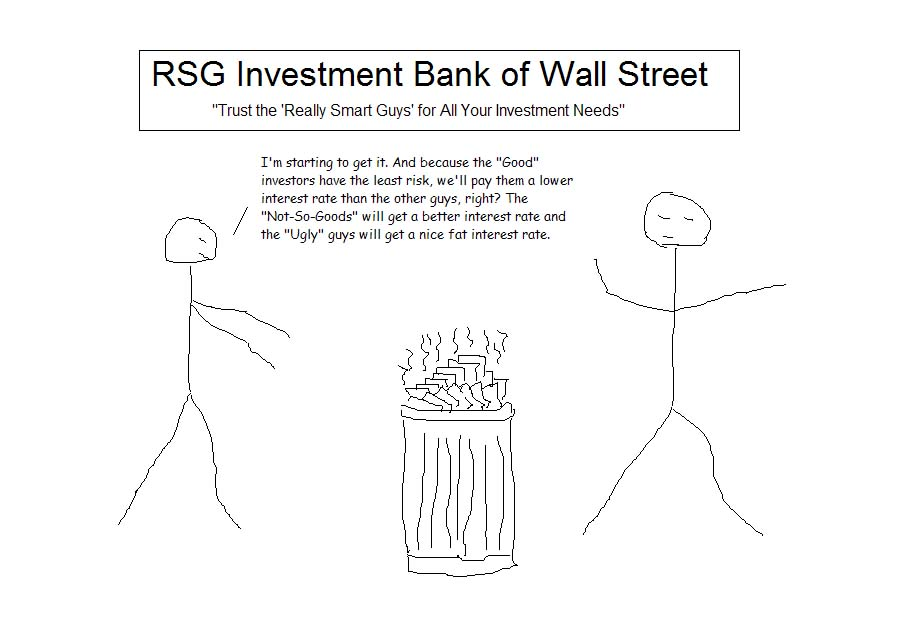 RSG Investment Bank of Wall Street
"Trust the 'Really Smart Guys' for All Your Investment Needs"
I'm starting to get it. And because the "Good"
investors have the least risk, we'll pay them a lower
interest rate than the other guys, right? The
"Not-So-Goods" will get a better interest rate and
the "Ugly" guys will get a nice fat interest rate.